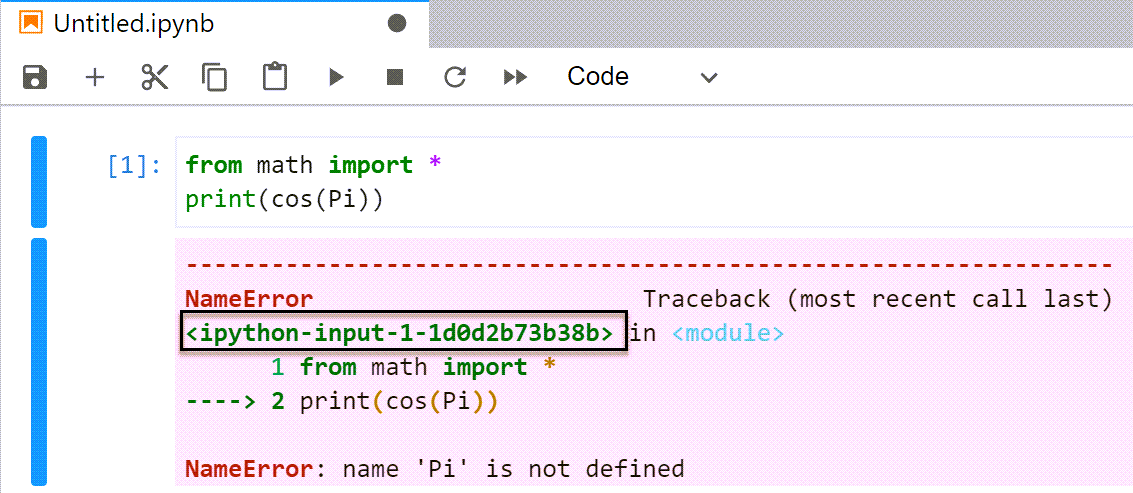 Untitled.ipynb
Code
[1]: from math import *
print(cos(Pi))
-----------------------------------------------------------------
NameError Traceback (most recent call last)
<ipython-input-1-1d0d2b73b38b> in <module>
1 from math import *
----> 2 print(cos(Pi))
NameError: name 'Pi' is not defined